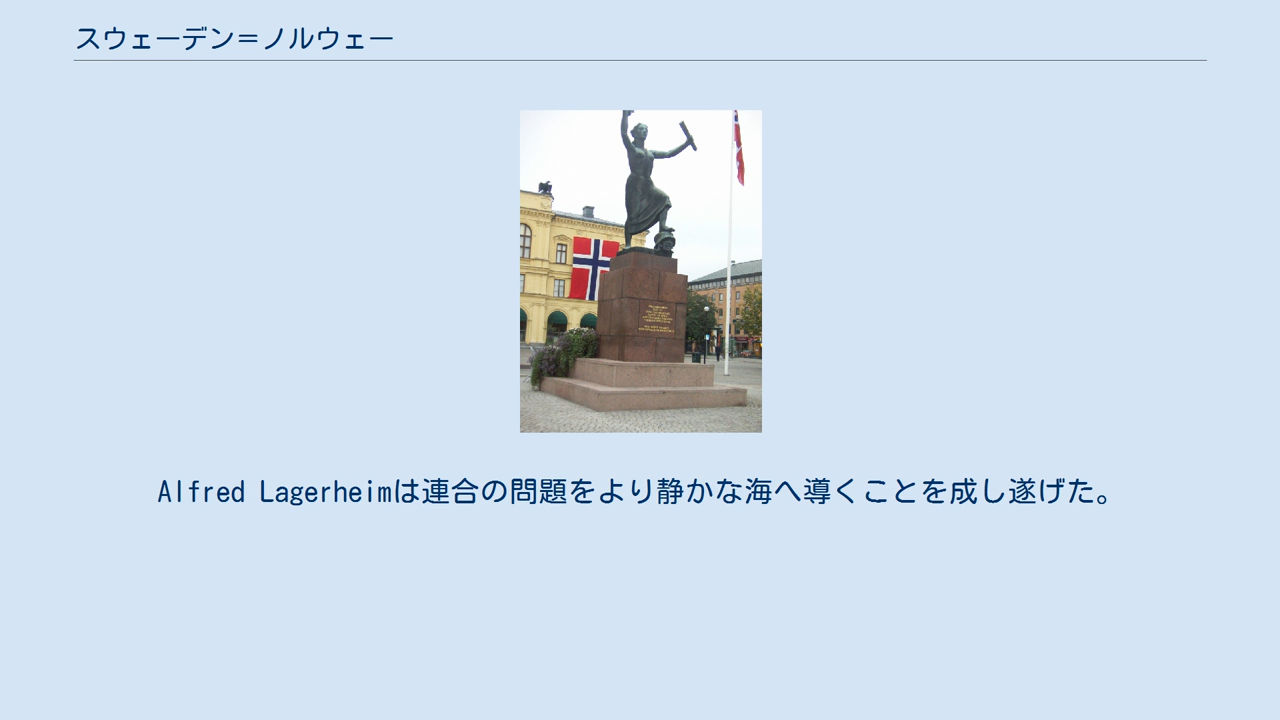 スウェーデン＝ノルウェー
Alfred Lagerheimは連合の問題をより静かな海へ導くことを成し遂げた。